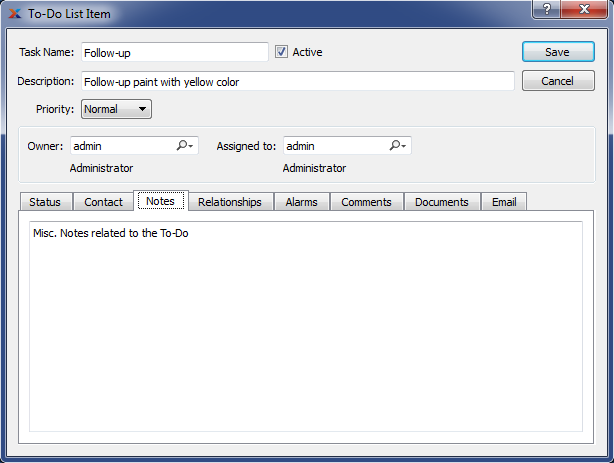 To-Do List Item
Task Name: Follow-up Active Save
Description: Follow-up paint with yellow color Cancel
Priority: Normal
Owner: admin Assigned to: admin
Administrator Administrator
Status Contact Notes Relationships Alarms Comments Documents Email
Misc. Notes related to the To-Do